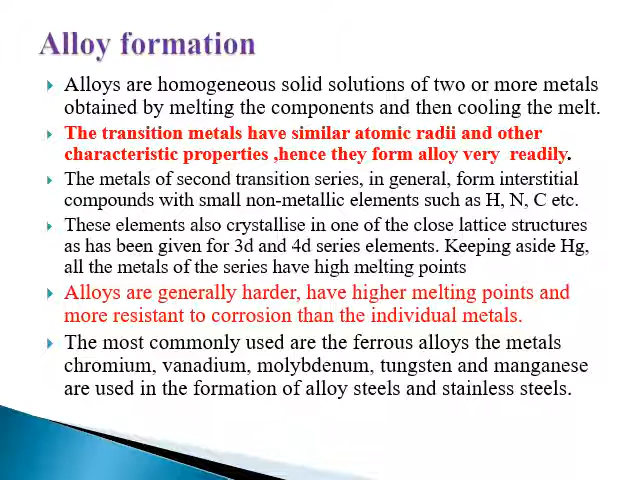 Alloy formation
Alloys are homogeneous solid solutions of two or more metals
obtained by melting the components and then cooling the melt.
The transition metals have similar atomic radii and other
characteristic properties ,hence they form alloy very readily.
The metals of second transition series, in general, form interstitial
compounds with small non-metallic elements such as H, N, C etc.
These elements also crystallise in one of the close lattice structures
as has been given for 3d and 4d series elements. Keeping aside Hg,
all the metals of the series have high melting points
Alloys are generally harder, have higher melting points and
more resistant to corrosion than the individual metals.
The most commonly used are the ferrous alloys the metals
chromium, vanadium, molybdenum, tungsten and manganese
are used in the formation of alloy steels and stainless steels.